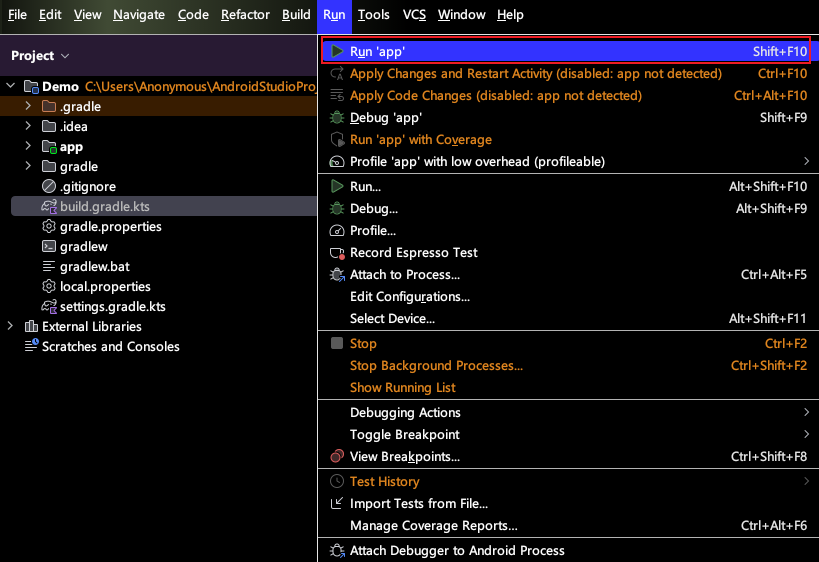 File Edit View Navigate Code Refactor Build Run Tools VCS Window Help
Project
Demo C:\Users\Anonymous\AndroidStudioPro
.gradle
.idea
app
gradle
.gitignore
build.gradle.kts
gradle.properties
gradlew
gradlew.bat
local.properties
settings.gradle.kts
External Libraries
Scratches and Consoles
Run 'app' Shift+F10
Apply Changes and Restart Activity (disabled: app not detected) Ctrl+F10
Apply Code Changes (disabled: app not detected) Ctrl+Alt+F10
Debug 'app' Shift+F9
Run 'app' with Coverage
Profile 'app' with low overhead (profileable)
Run... Alt+Shift+F10
Debug... Alt+Shift+F9
Profile...
Record Espresso Test
Attach to Process... Ctrl+Alt+F5
Edit Configurations...
Select Device... Alt+Shift+F11
Stop Ctrl+F2
Stop Background Processes... Ctrl+Shift+F2
Show Running List
Debugging Actions
Toggle Breakpoint
View Breakpoints... Ctrl+Shift+F8
Test History
Import Tests from File...
Manage Coverage Reports... Ctrl+Alt+F6
Attach Debugger to Android Process